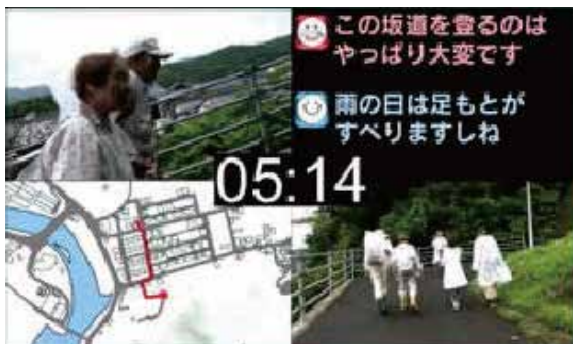 この坂道を登るのは
やっぱり大変です
雨の日は足もとが
すべりますしね
05:14